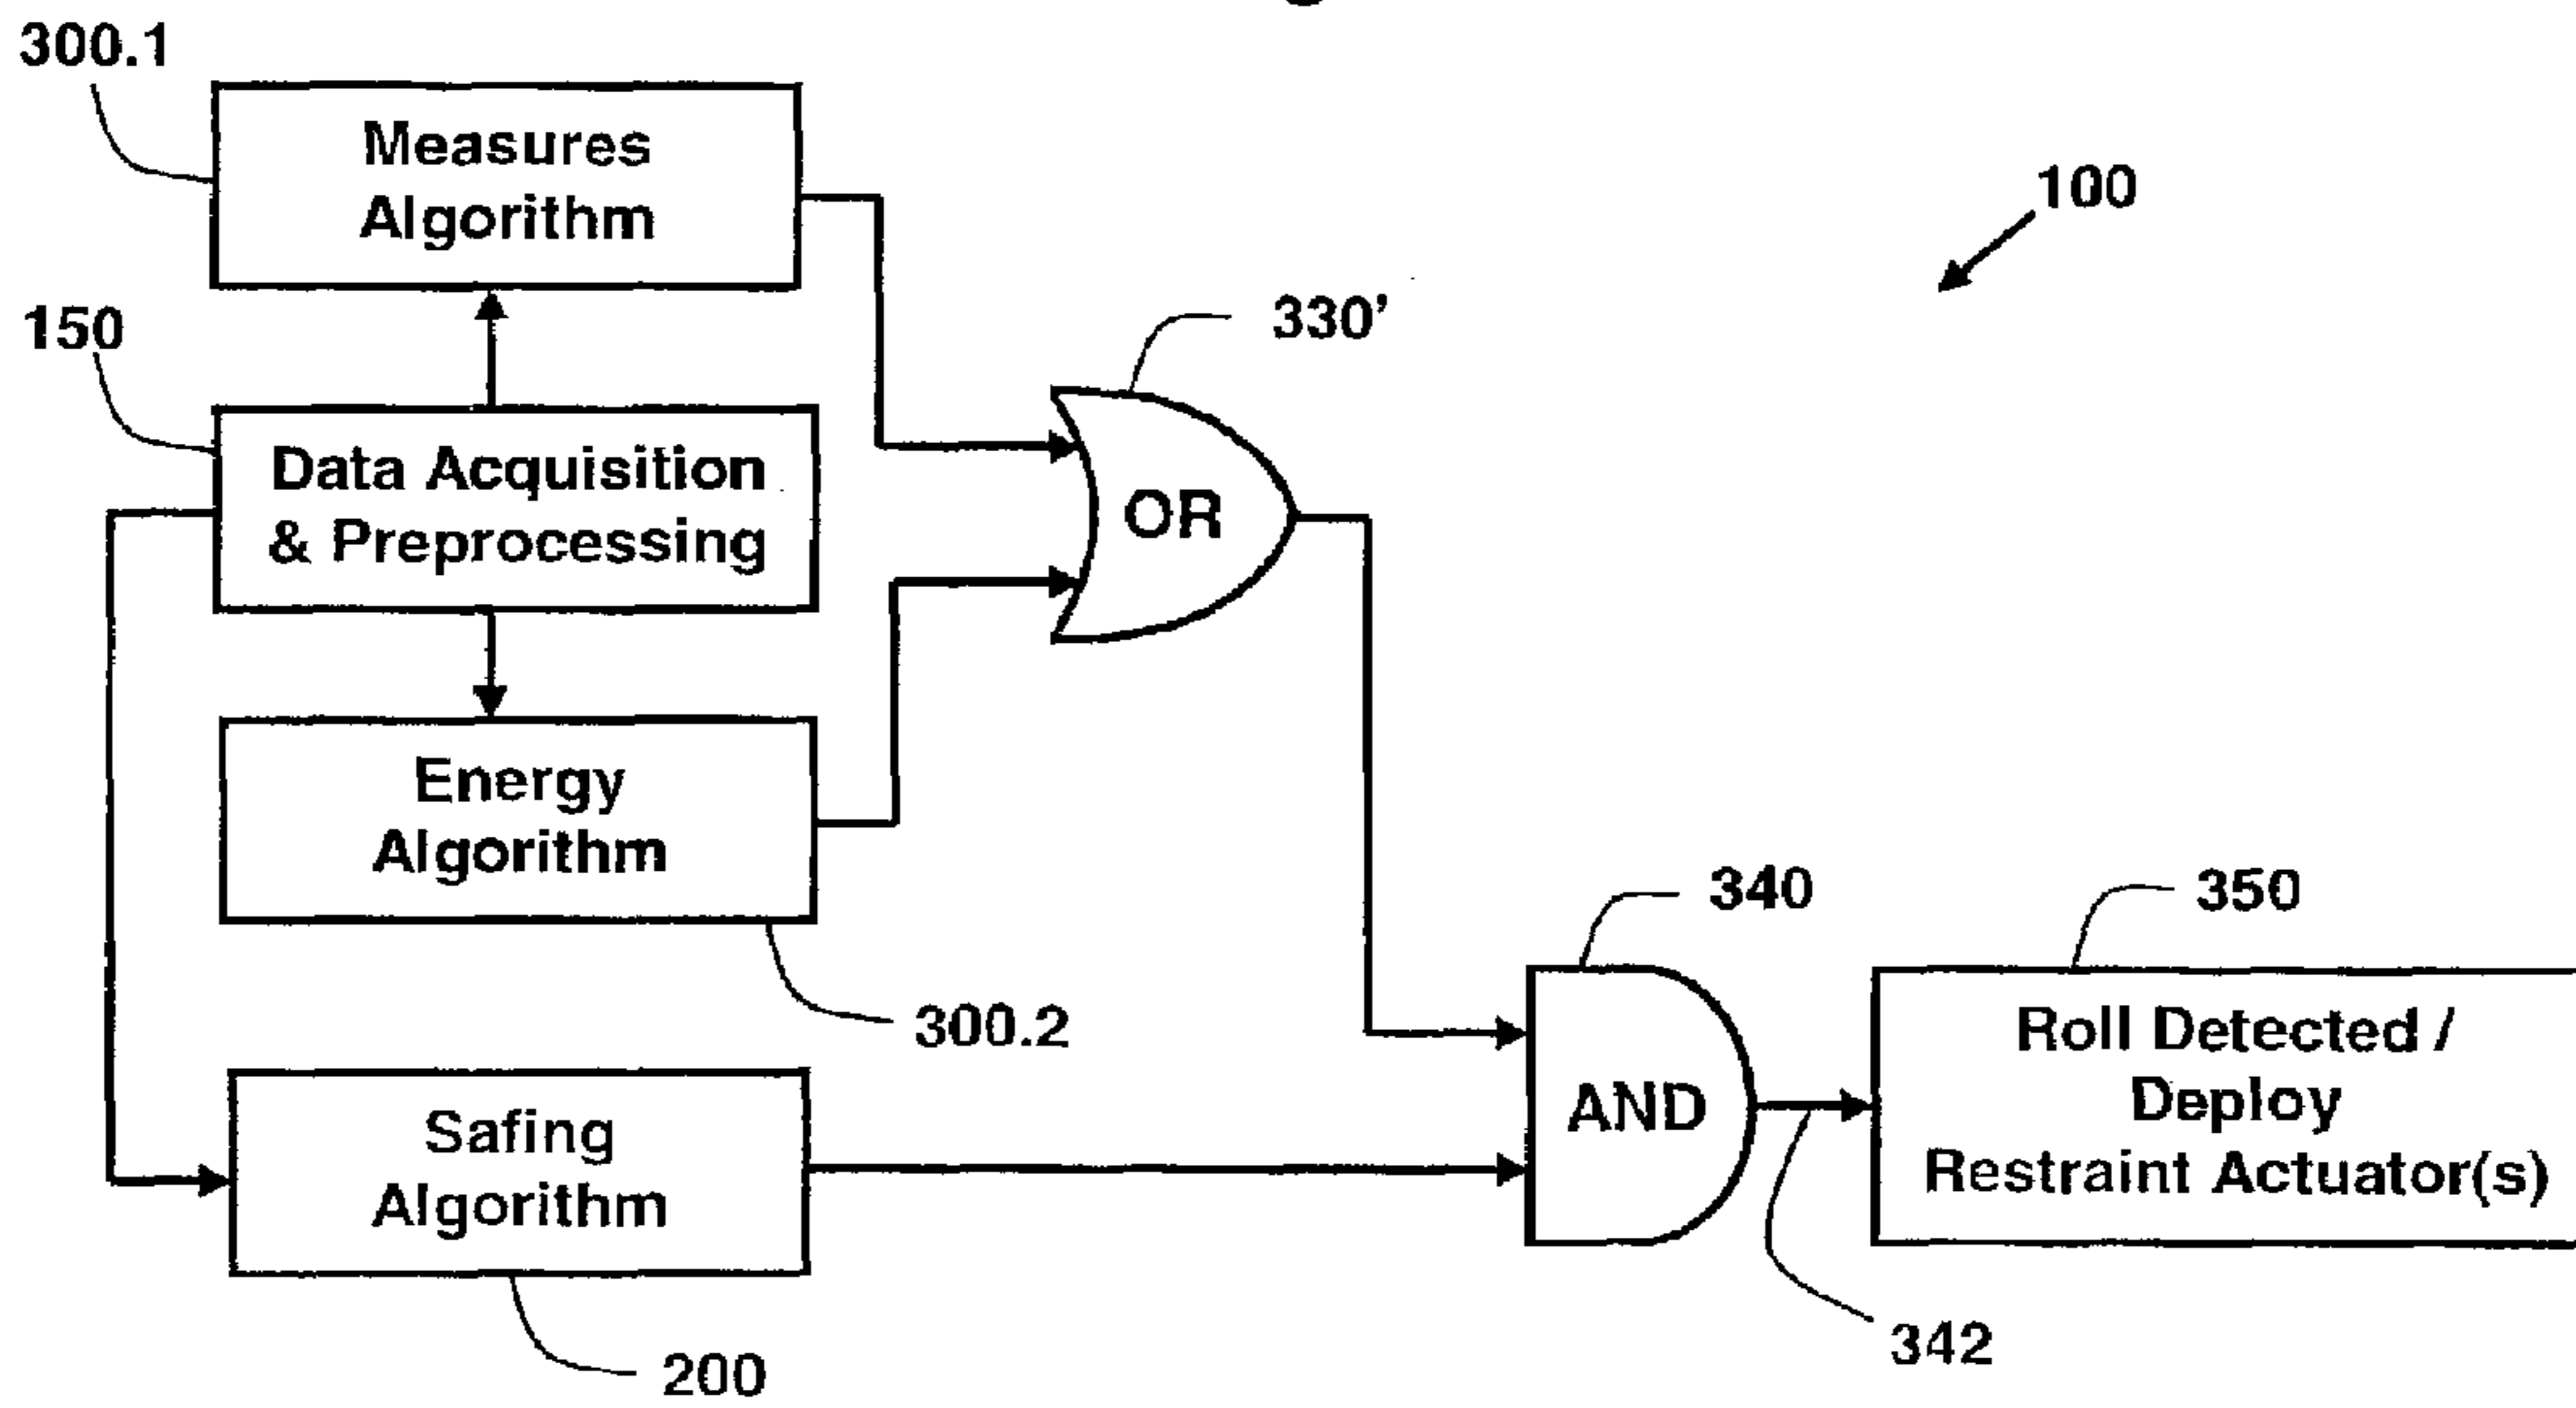 300.1
Measures
Algorithm
100
150
330'
Data Acquisition
& Preprocessing
OR
Energy
Algorithm
300.2
340
350
Roll Detected /
Deploy
Restraint Actuator(s)
AND
Safing
Algorithm
342
200